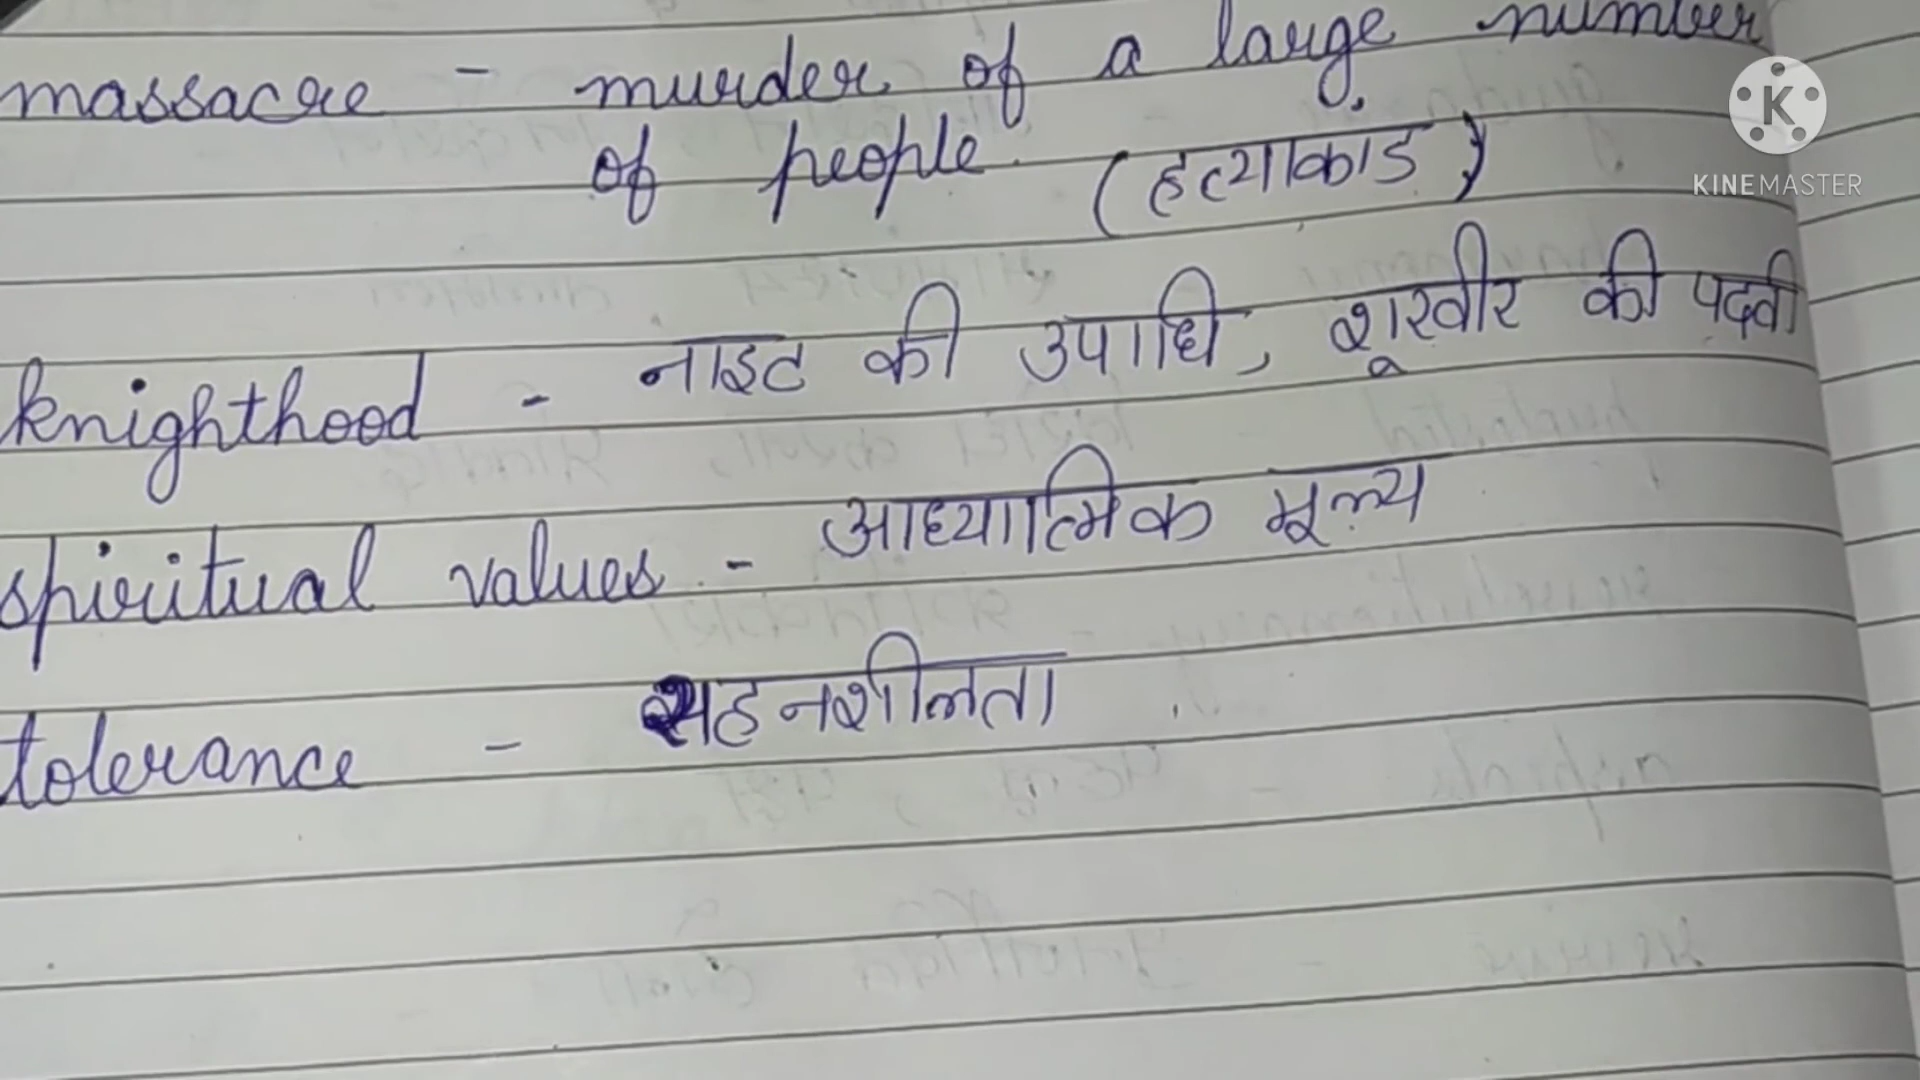 massacre - murder of a large number
of people. (हत्याकांड)
knighthood - नाइट की उपाधि, शूरवीर की पदवी
spiritual values - आध्यात्मिक मूल्य
tolerance - सहनशीलता
K
KINEMASTER